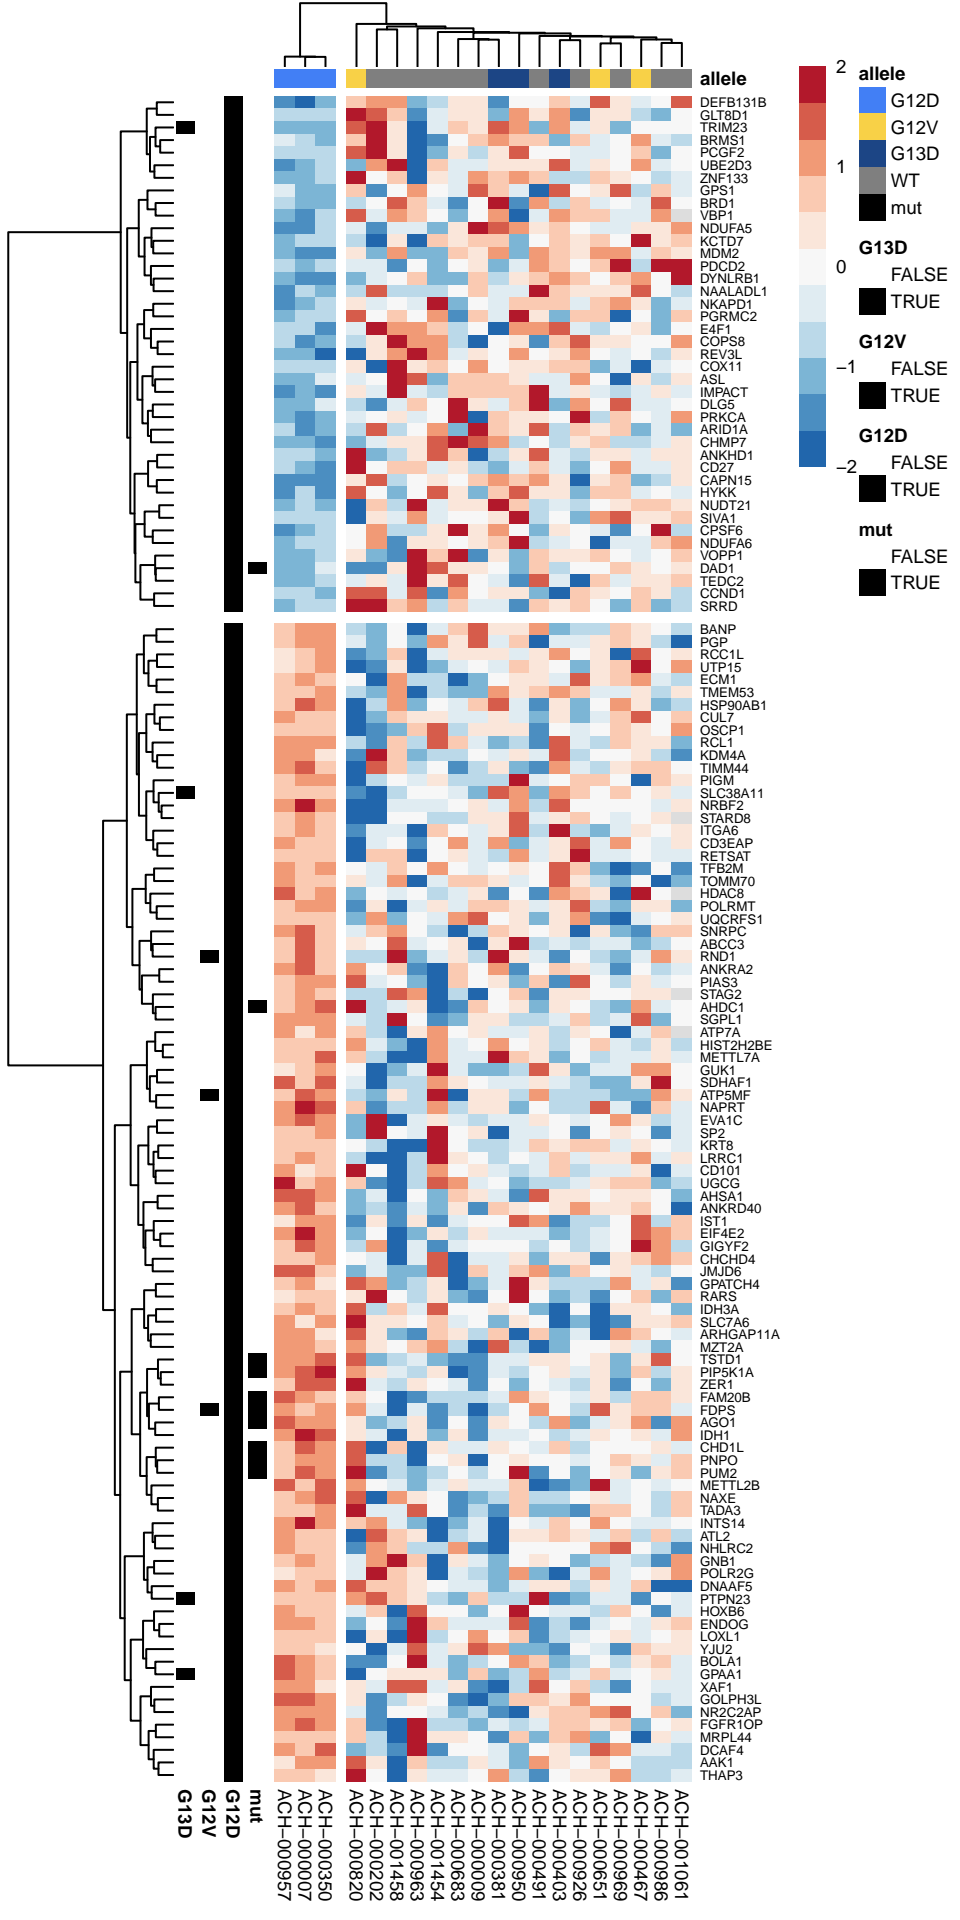 allele
DEFB131B
GLT8D1
TRIM23
BRMS1
PCGF2
UBE2D3
ZNF133
GPS1
BRD1
VBP1
NDUFA5
KCTD7
MDM2
PDCD2
DYNLRB1
NAALADL1
NKAPD1
PGRMC2
E4F1
COPS8
REV3L
COX11
ASL
IMPACT
DLG5
PRKCA
ARID1A
CHMP7
ANKHD1
CD27
CAPN15
HYKK
NUDT21
SIVA1
CPSF6
NDUFA6
VOPP1
DAD1
TEDC2
CCND1
SRRD
BANP
PGP
RCC1L
UTP15
ECM1
TMEM53
HSP90AB1
CUL7
OSCP1
RCL1
KDM4A
TIMM44
PIGM
SLC38A11
NRBF2
STARD8
ITGA6
CD3EAP
RETSAT
TFB2M
TOMM70
HDAC8
POLRMT
UQCRFS1
SNRPC
ABCC3
RND1
ANKRA2
PIAS3
STAG2
AHDC1
SGPL1
ATP7A
HIST2H2BE
METTL7A
GUK1
SDHAF1
ATP5MF
NAPRT
EVA1C
SP2
KRT8
LRRC1
CD101
UGCG
AHSA1
ANKRD40
IST1
EIF4E2
GIGYF2
CHCHD4
JMJD6
GPATCH4
RARS
IDH3A
SLC7A6
ARHGAP11A
MZT2A
TSTD1
PIP5K1A
ZER1
FAM20B
FDPS
AGO1
IDH1
CHD1L
PNPO
PUM2
METTL2B
NAXE
TADA3
INTS14
ATL2
NHLRC2
GNB1
POLR2G
DNAAF5
PTPN23
HOXB6
ENDOG
LOXL1
YJU2
BOLA1
GPAA1
XAF1
GOLPH3L
NR2C2AP
FGFR1OP
MRPL44
DCAF4
AAK1
THAP3
G13D
G12V
G12D
mut
ACH−000957
ACH−000007
ACH−000350
ACH−000820
ACH−000202
ACH−001458
ACH−000963
ACH−001454
ACH−000683
ACH−000009
ACH−000381
ACH−000950
ACH−000491
ACH−000403
ACH−000926
ACH−000651
ACH−000969
ACH−000467
ACH−000986
ACH−001061
2
1
0
−1
−2
allele
G12D
G12V
G13D
WT
mut
G13D
FALSE
TRUE
G12V
FALSE
TRUE
G12D
FALSE
TRUE
mut
FALSE
TRUE